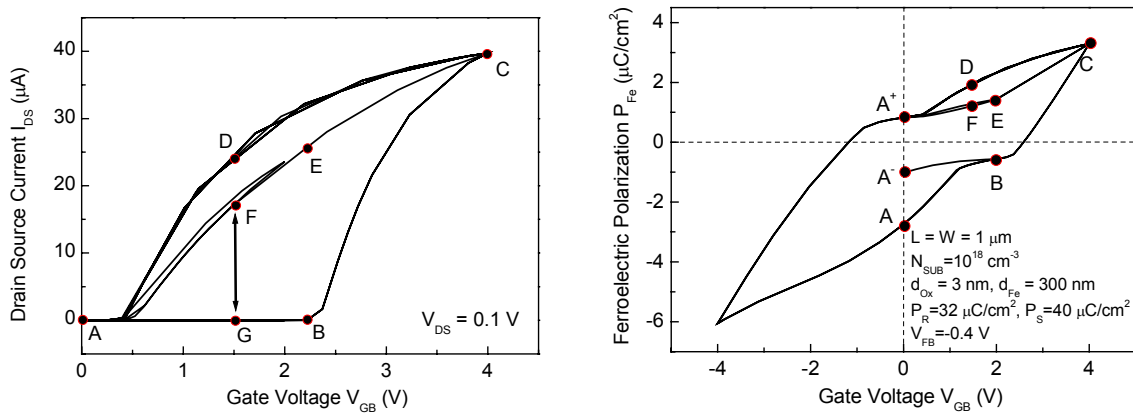 40
30
20
10
0
0
1
2
3
4
Drain Source Current I_DS (μA)
Gate Voltage V_GB (V)
A
B
C
D
E
F
G
V_DS = 0.1 V
4
2
0
-2
-4
-6
-4
-2
0
2
4
Ferroelectric Polarization P_Fe (μC/cm²)
Gate Voltage V_GB (V)
D
C
A⁺
F
E
A⁻
B
A
L = W = 1 μm
N_SUB=10¹⁸ cm⁻³
d_Ox = 3 nm, d_Fe = 300 nm
P_R=32 μC/cm², P_S=40 μC/cm²
V_FB=-0.4 V